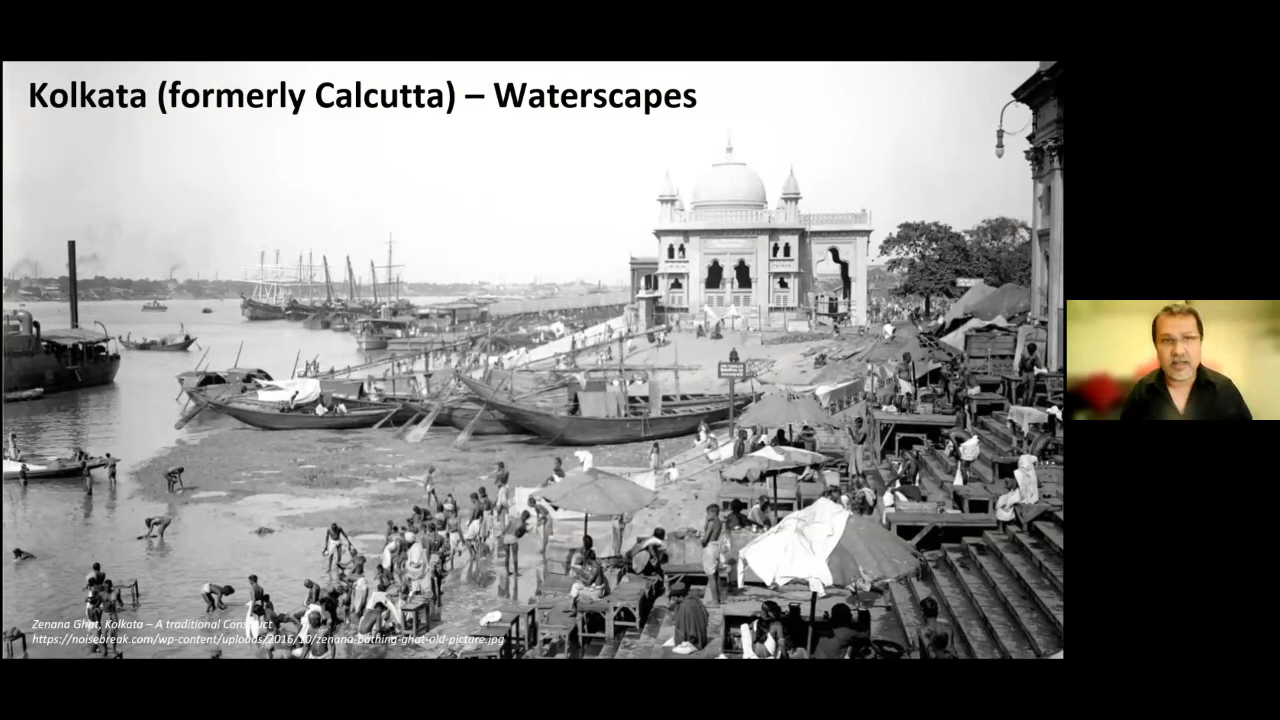 Kolkata (formerly Calcutta) – Waterscapes
Zenana Ghat, Kolkata – A traditional Construct
https://noisebreak.com/wp-content/uploads/2016/10/zenana-bathing-ghat-old-picture.jpg